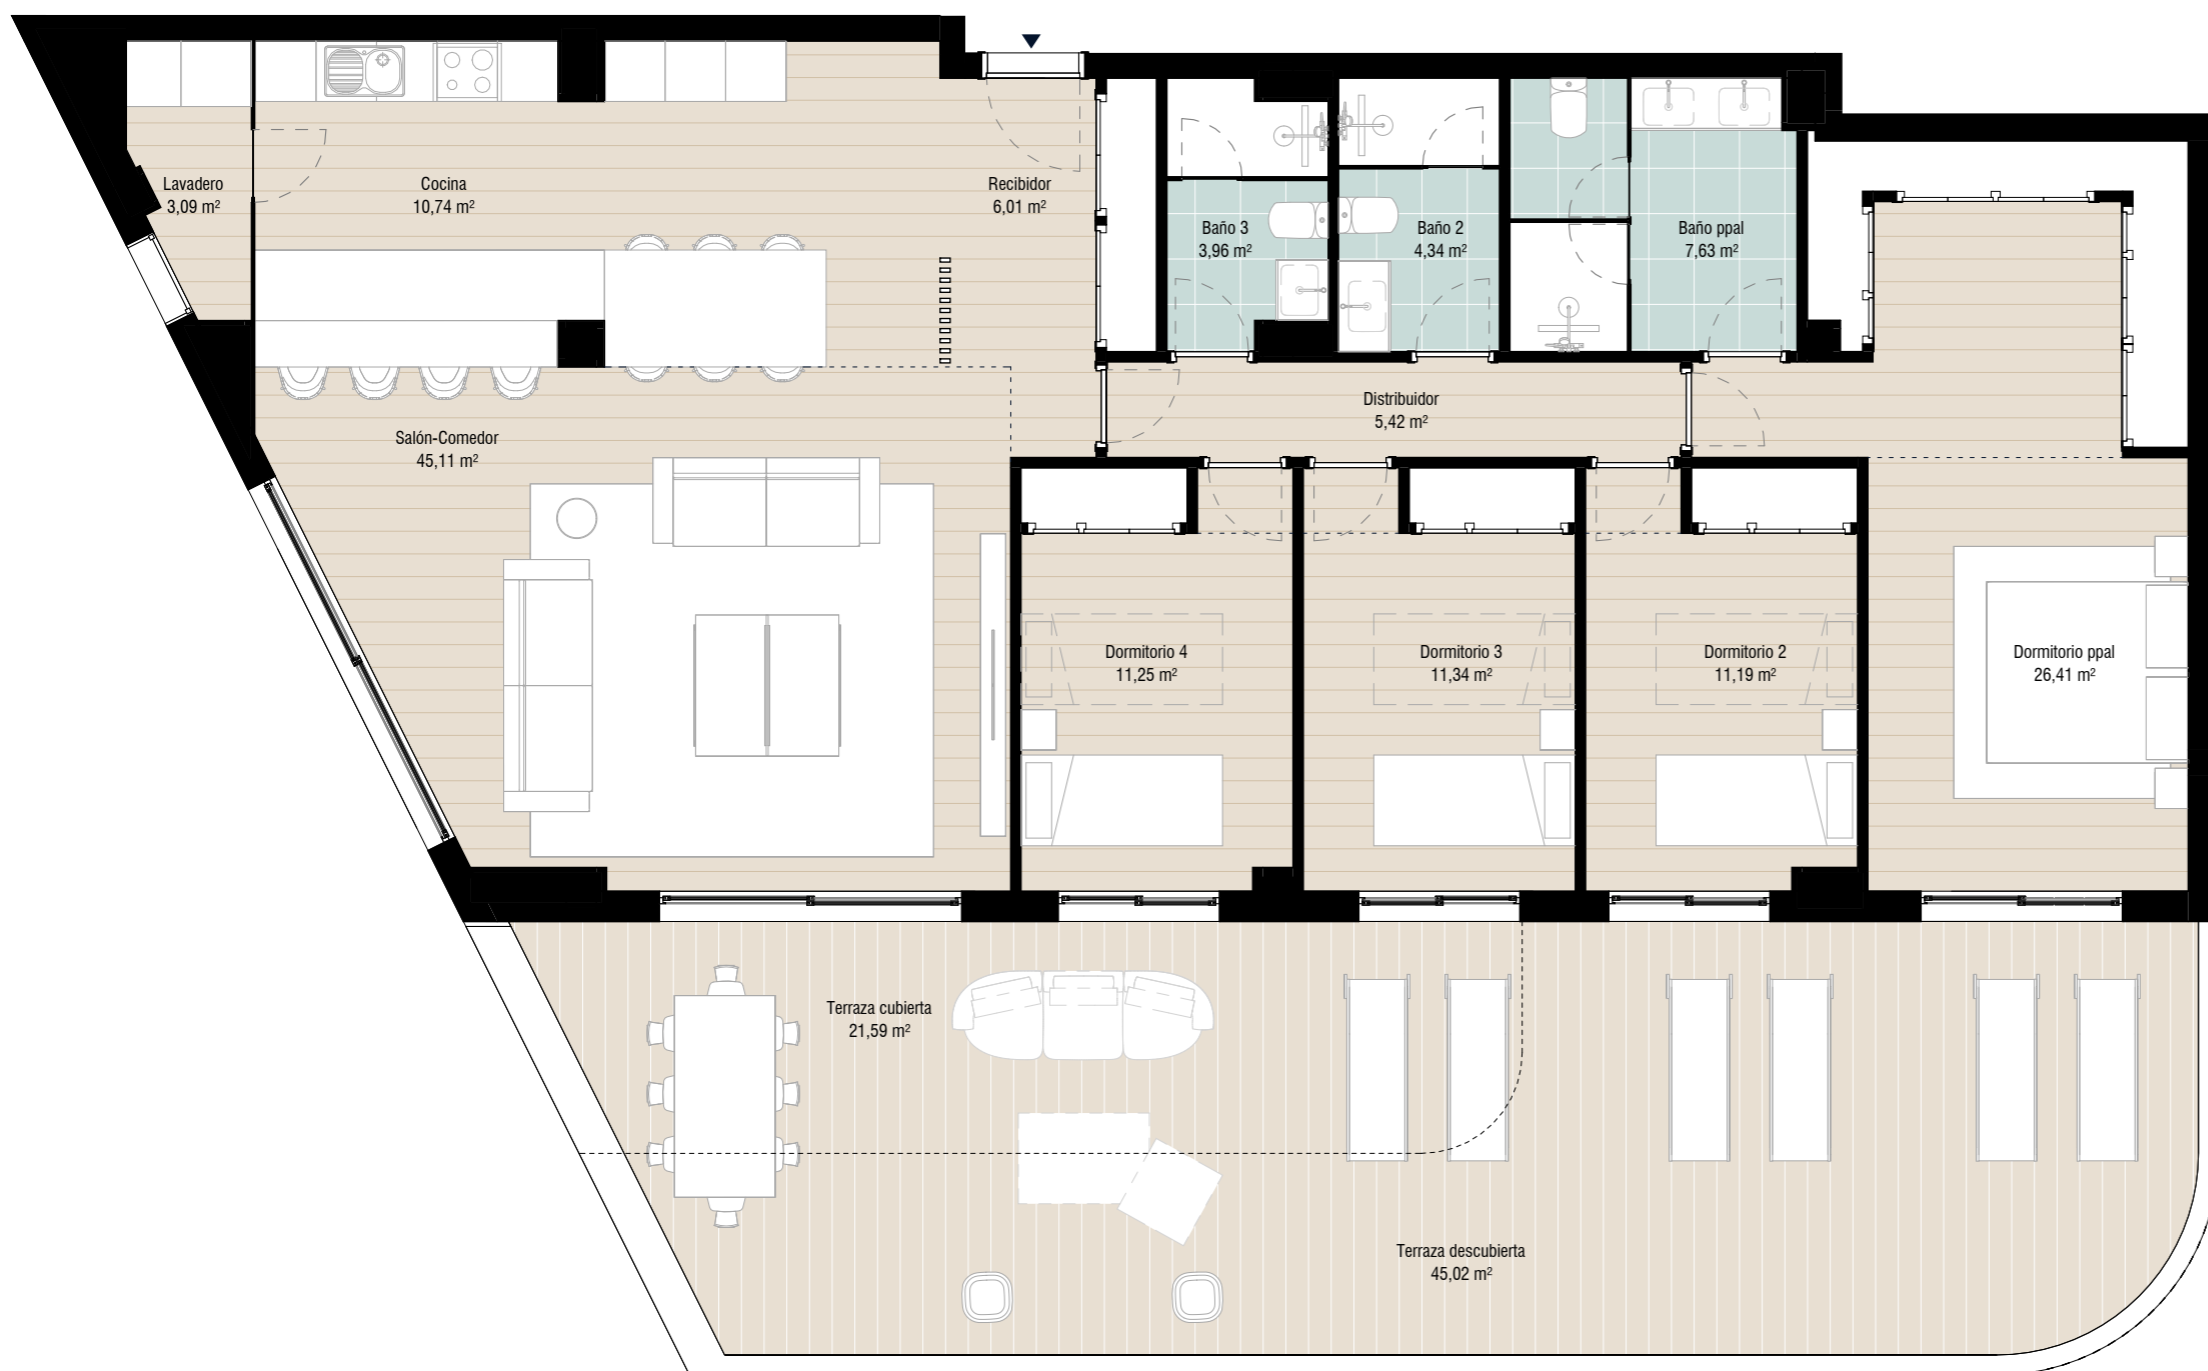 Lavadero
3,09 m²
Cocina
10,74 m²
Recibidor
6,01 m²
Baño 3
3,96 m²
Baño 2
4,34 m²
Baño ppal
7,63 m²
Distribuidor
5,42 m²
Salón-Comedor
45,11 m²
Dormitorio 4
11,25 m²
Dormitorio 3
11,34 m²
Dormitorio 2
11,19 m²
Dormitorio ppal
26,41 m²
Terraza cubierta
21,59 m²
Terraza descubierta
45,02 m²